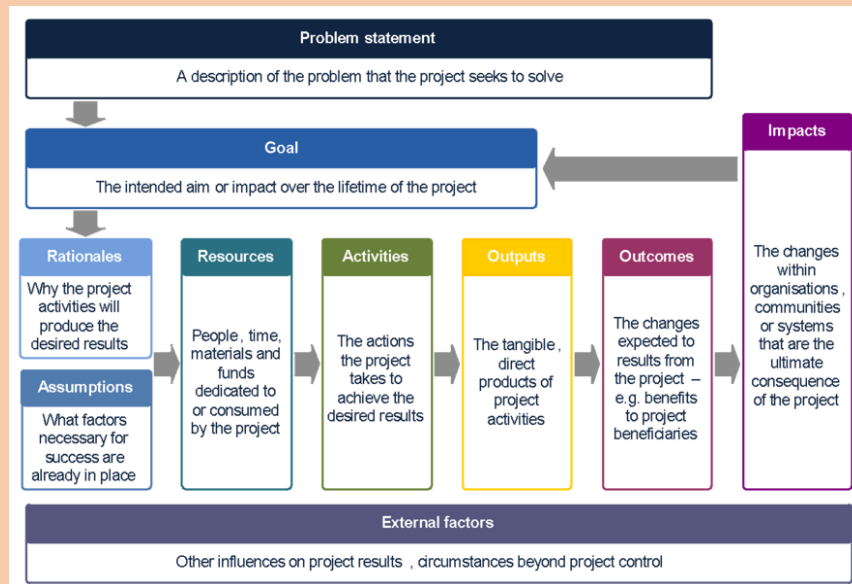 Problem statement
A description of the problem that the project seeks to solve
Goal
The intended aim or impact over the lifetime of the project
Impacts
The changes
within
organisations ,
communities
or systems
that are the
ultimate
consequence
of the project
Rationales
Why the project
activities will
produce the
desired results
Assumptions
What factors
necessary for
success are
already in place
Resources
People , time,
materials and
funds
dedicated to
or consumed
by the project
Activities
The actions
the project
takes to
achieve the
desired results
Outputs
The tangible ,
direct
products of
project
activities
Outcomes
The changes
expected to
results from
the project –
e.g. benefits
to project
beneficiaries
External factors
Other influences on project results , circumstances beyond project control